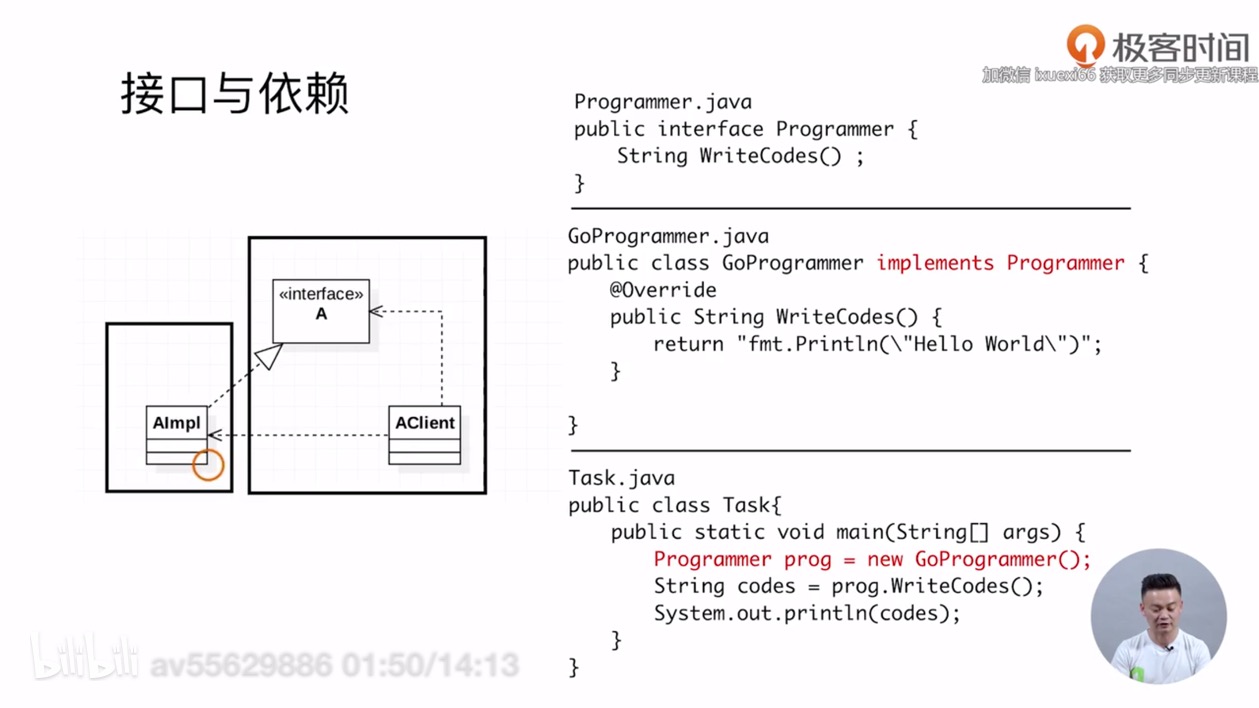 极客时间
加微信 ixuexi66 获取更多同步更新课程
接口与依赖
Programmer.java
public interface Programmer {
String WriteCodes() ;
}
GoProgrammer.java
public class GoProgrammer implements Programmer {
@Override
public String WriteCodes() {
return "fmt.Println(\"Hello World\")";
}
}
Task.java
public class Task{
public static void main(String[] args) {
Programmer prog = new GoProgrammer();
String codes = prog.WriteCodes();
System.out.println(codes);
}
}
«interface»
A
AImpl
AClient
bilibili av55629886 01:50/14:13